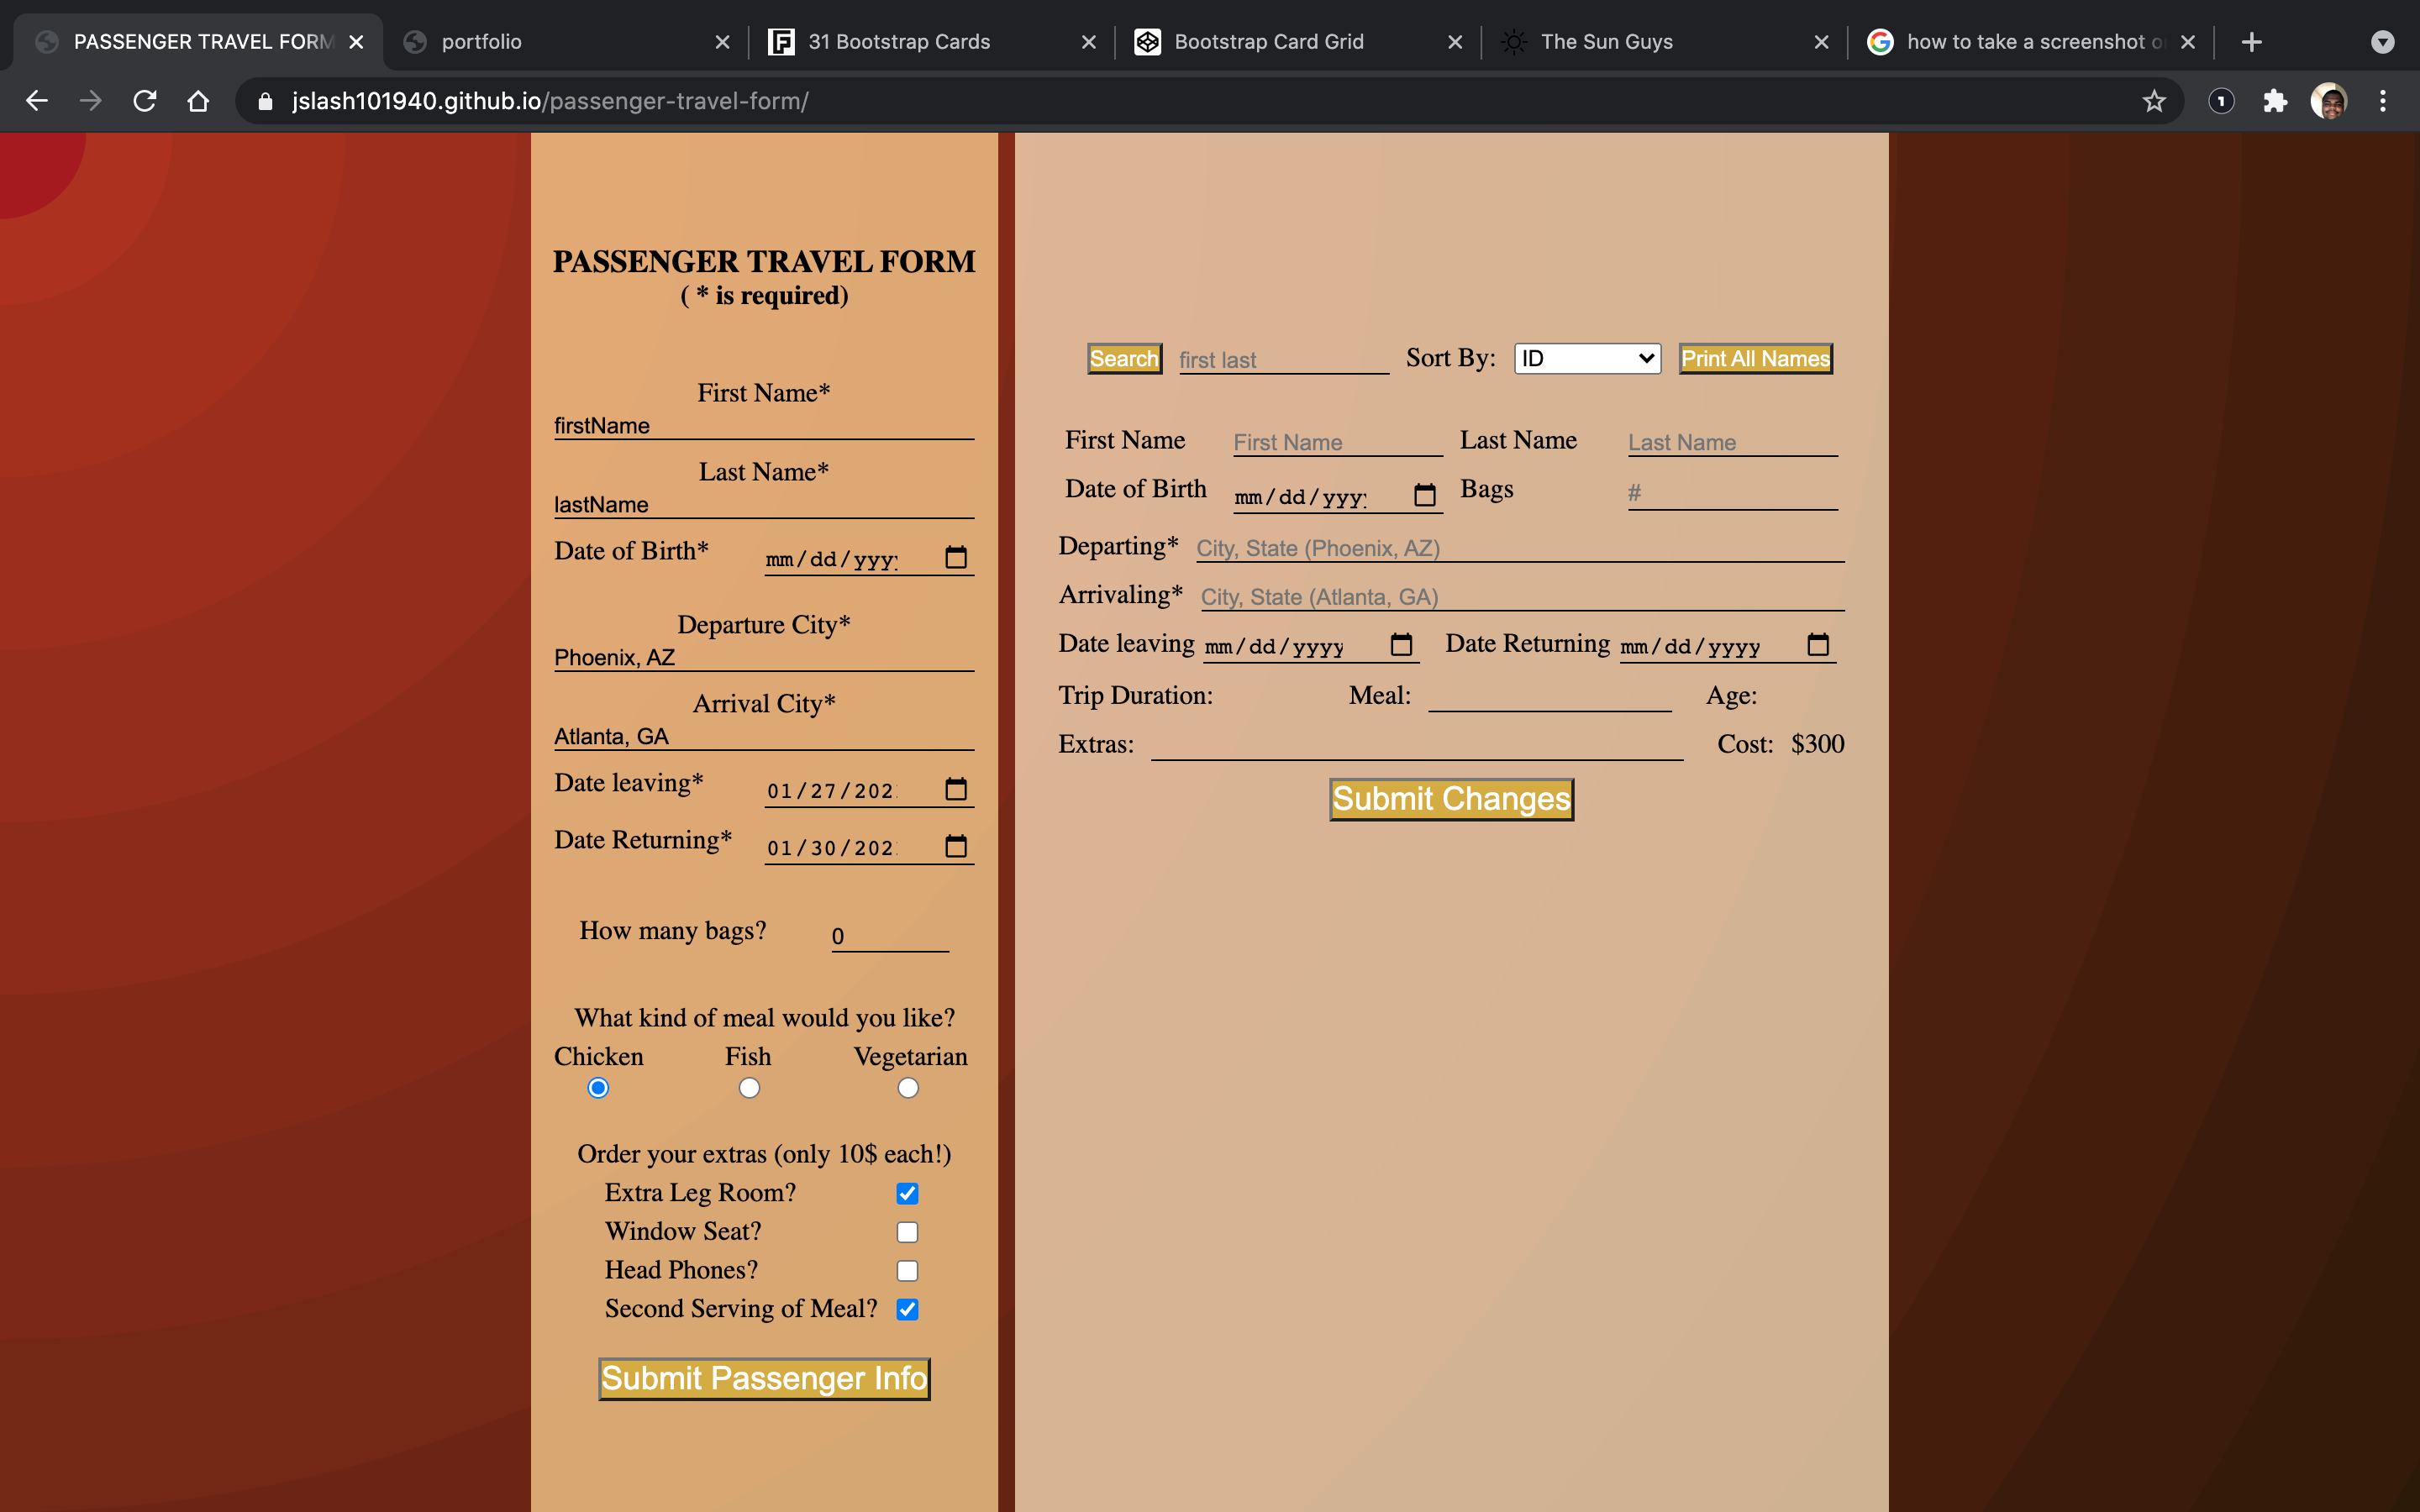 PASSENGER TRAVEL FORM
portfolio
31 Bootstrap Cards
Bootstrap Card Grid
The Sun Guys
how to take a screenshot o
jslash101940.github.io/passenger-travel-form/
1
PASSENGER TRAVEL FORM
( * is required)
First Name*
firstName
Last Name*
lastName
Date of Birth* mm/dd/yyyy
Departure City*
Phoenix, AZ
Arrival City*
Atlanta, GA
Date leaving* 01/27/202
Date Returning* 01/30/202
How many bags? 0
What kind of meal would you like?
Chicken Fish Vegetarian
Order your extras (only 10$ each!)
Extra Leg Room?
Window Seat?
Head Phones?
Second Serving of Meal?
Submit Passenger Info
Search first last Sort By: ID Print All Names
First Name First Name Last Name Last Name
Date of Birth mm/dd/yyyy Bags #
Departing* City, State (Phoenix, AZ)
Arrivaling* City, State (Atlanta, GA)
Date leaving mm/dd/yyyy Date Returning mm/dd/yyyy
Trip Duration: Meal: Age:
Extras: Cost: $300
Submit Changes